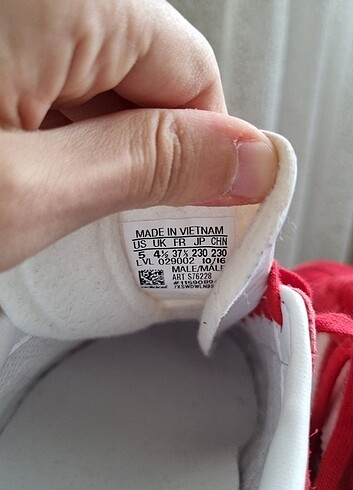 MADE IN VIETNAM
US UK FR JP CHN
5 4½ 37⅓ 230 230
LVL 029002 10/16
MALE/MÂLE
ART S76228